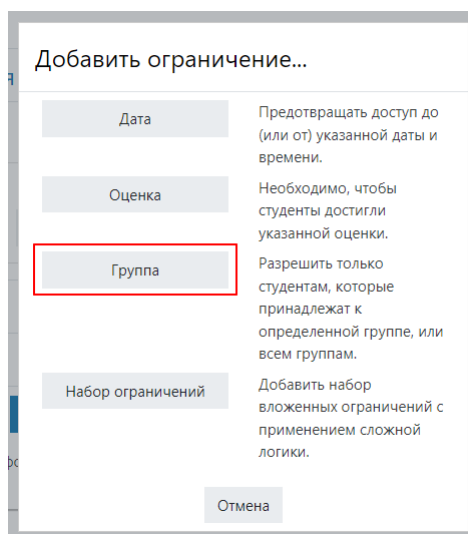 Добавить ограничение...
я
Дата
Предотвращать доступ до
(или от) указанной даты и
времени.
Оценка
Необходимо, чтобы
студенты достигли
указанной оценки.
Группа
Разрешить только
студентам, которые
принадлежат к
определенной группе, или
всем группам.
Набор ограничений
Добавить набор
вложенных ограничений с
применением сложной
логики.
Отмена